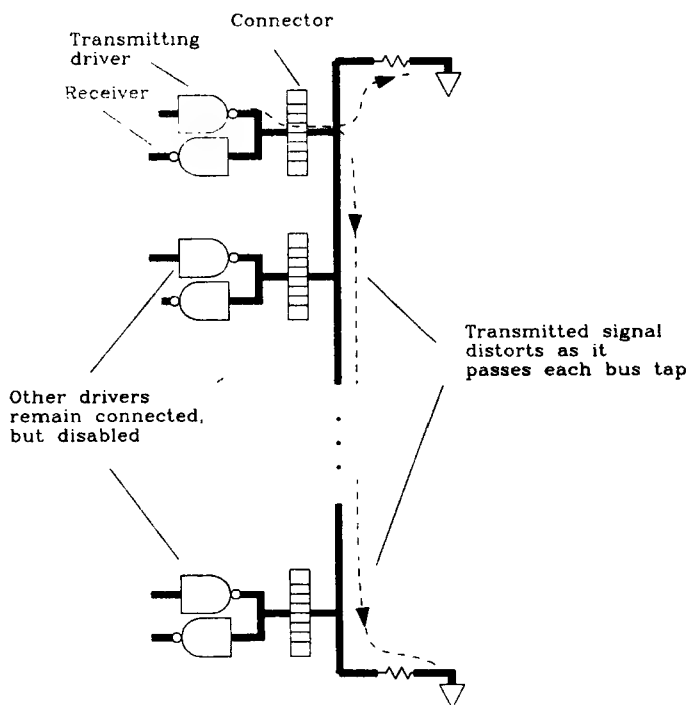 Connector
Transmitting
driver
Receiver
Transmitted signal
distorts as it
passes each bus tap
Other drivers
remain connected,
but disabled